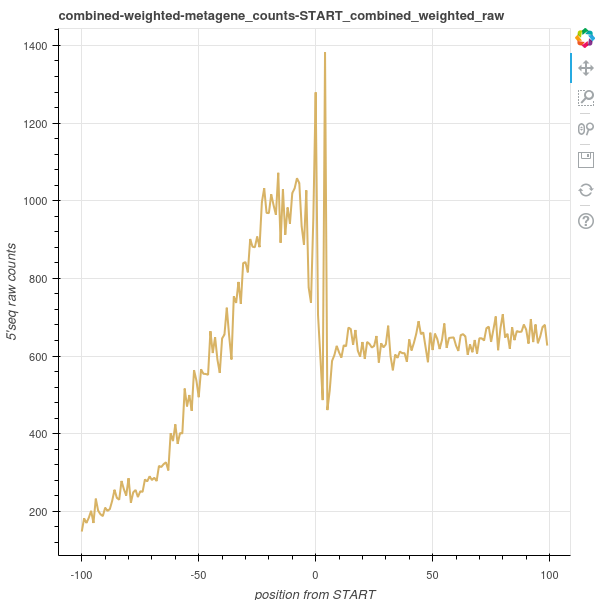 combined-weighted-metagene_counts-START_combined_weighted_raw
1400
1200
1000
800
600
400
200
5'seq raw counts
-100 -50 0 50 100
position from START